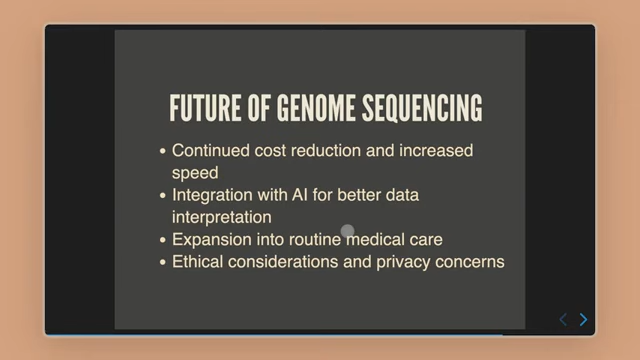 FUTURE OF GENOME SEQUENCING
• Continued cost reduction and increased
speed
• Integration with AI for better data
interpretation
• Expansion into routine medical care
• Ethical considerations and privacy concerns